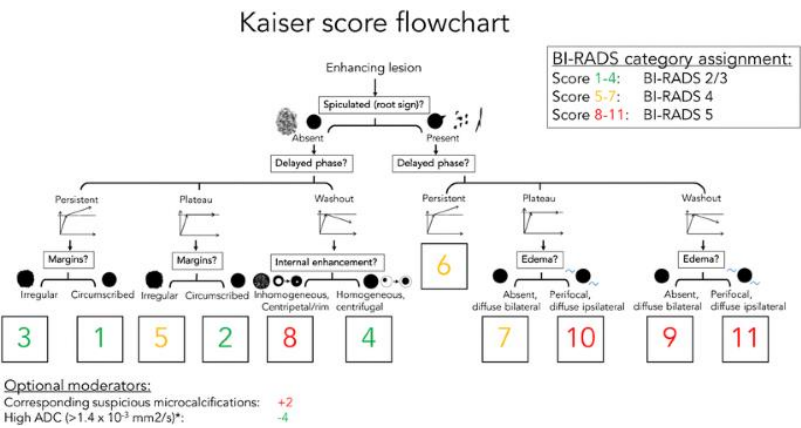 Kaiser score flowchart
BI-RADS category assignment:
Score 1-4: BI-RADS 2/3
Score 5-7: BI-RADS 4
Score 8-11: BI-RADS 5
Enhancing lesion
Spiculated (root sign)?
Absent Present
Delayed phase? Delayed phase?
Persistent Plateau Washout Persistent Plateau Washout
Margins? Margins? Internal enhancement? Edema? Edema?
Irregular Circumscribed Irregular Circumscribed Inhomogeneous, Homogeneous, Absent, Perifocal, Absent, Perifocal,
Centripetal/rim centrifugal diffuse bilateral diffuse ipsilateral diffuse bilateral diffuse ipsilateral
3 1 5 2 8 4 6 7 10 9 11
Optional moderators:
Corresponding suspicious microcalcifications: +2
High ADC (>1.4 x 10-3 mm2/s)*: -4